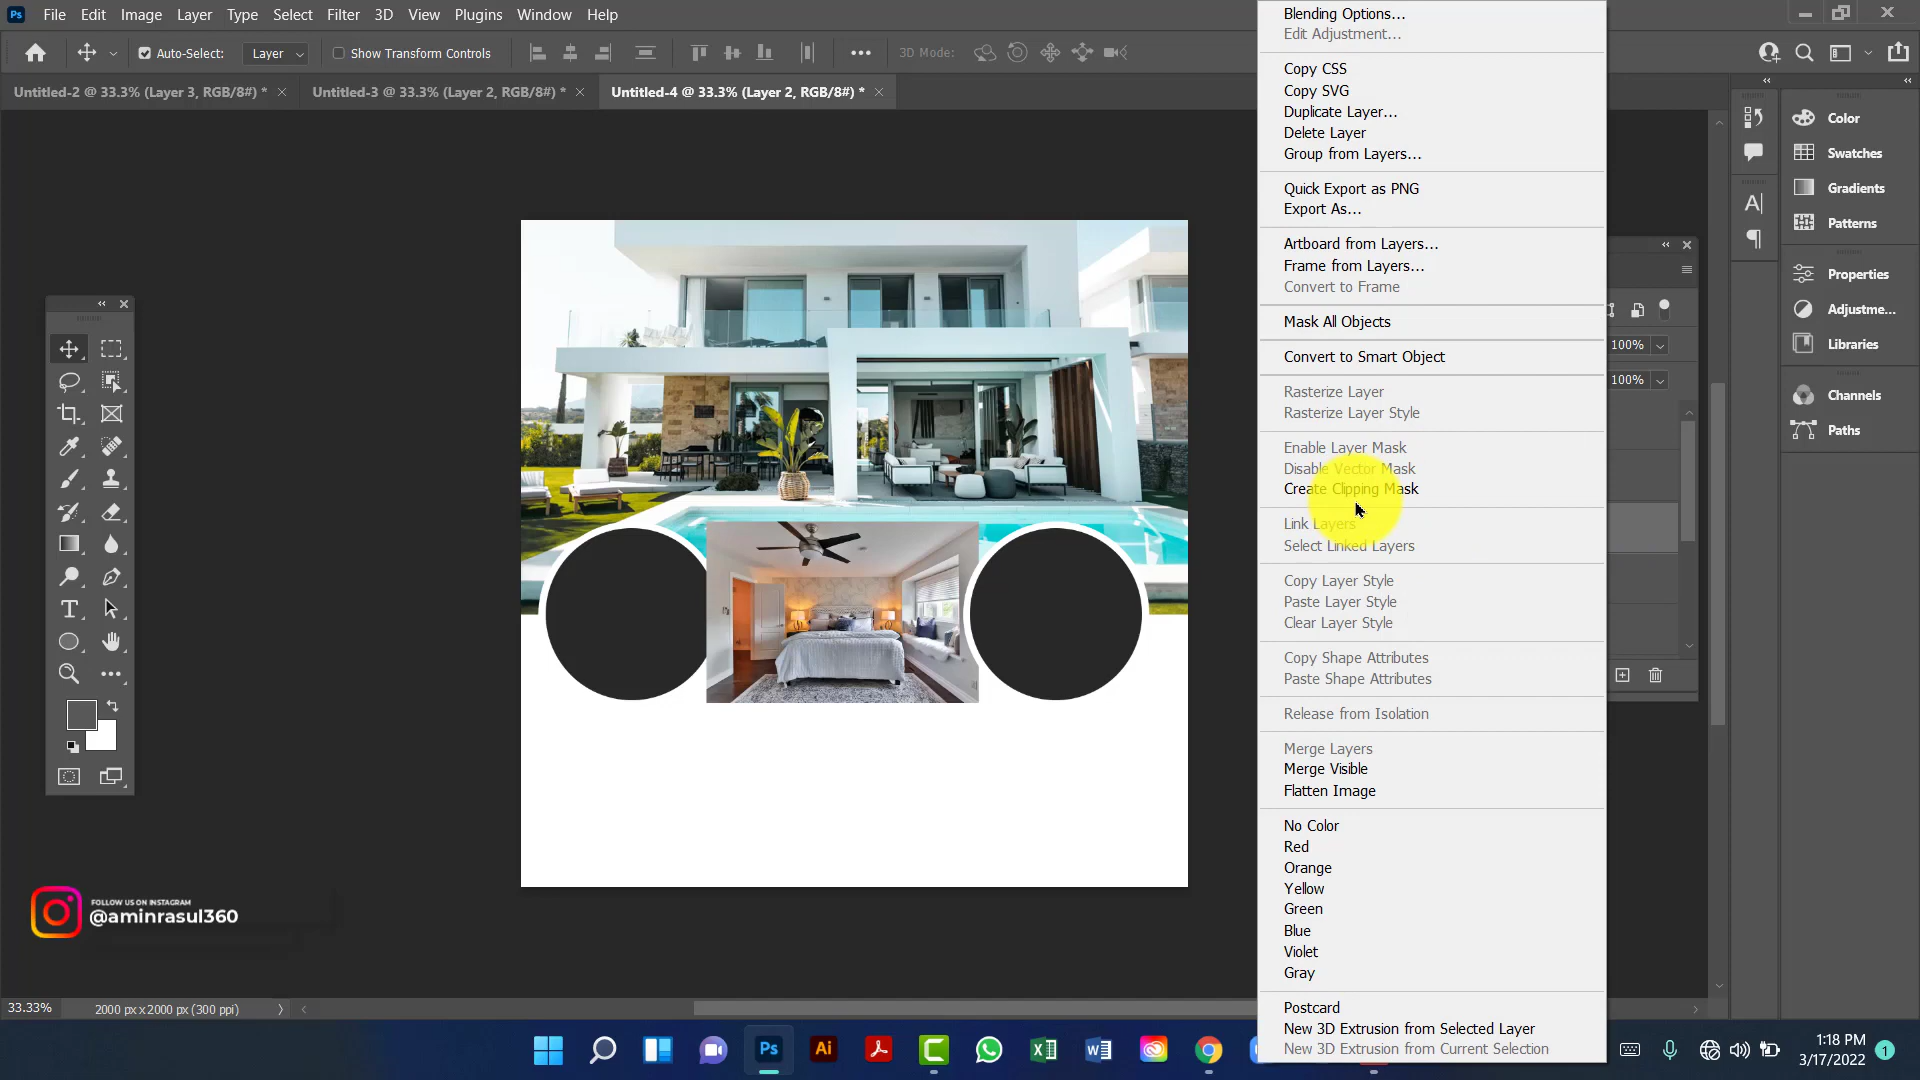 File Edit Image Layer Type Select Filter 3D View Plugins Window Help
Auto-Select: Layer Show Transform Controls 3D Mode:
Untitled-2 @ 33.3% (Layer 3, RGB/8#) * Untitled-3 @ 33.3% (Layer 2, RGB/8#) * Untitled-4 @ 33.3% (Layer 2, RGB/8#) *
Blending Options...
Edit Adjustment...
Copy CSS
Copy SVG
Duplicate Layer...
Delete Layer
Group from Layers...
Quick Export as PNG
Export As...
Artboard from Layers...
Frame from Layers...
Convert to Frame
Mask All Objects
Convert to Smart Object
Rasterize Layer
Rasterize Layer Style
Enable Layer Mask
Disable Vector Mask
Create Clipping Mask
Link Layers
Select Linked Layers
Copy Layer Style
Paste Layer Style
Clear Layer Style
Copy Shape Attributes
Paste Shape Attributes
Release from Isolation
Merge Layers
Merge Visible
Flatten Image
No Color
Red
Orange
Yellow
Green
Blue
Violet
Gray
Postcard
New 3D Extrusion from Selected Layer
New 3D Extrusion from Current Selection
100%
100%
Color
Swatches
Gradients
Patterns
Properties
Adjustme...
Libraries
Channels
Paths
FOLLOW US ON INSTAGRAM
@aminrasul360
33.33% 2000 px x 2000 px (300 ppi)
Ps Ai
1:18 PM
3/17/2022
1